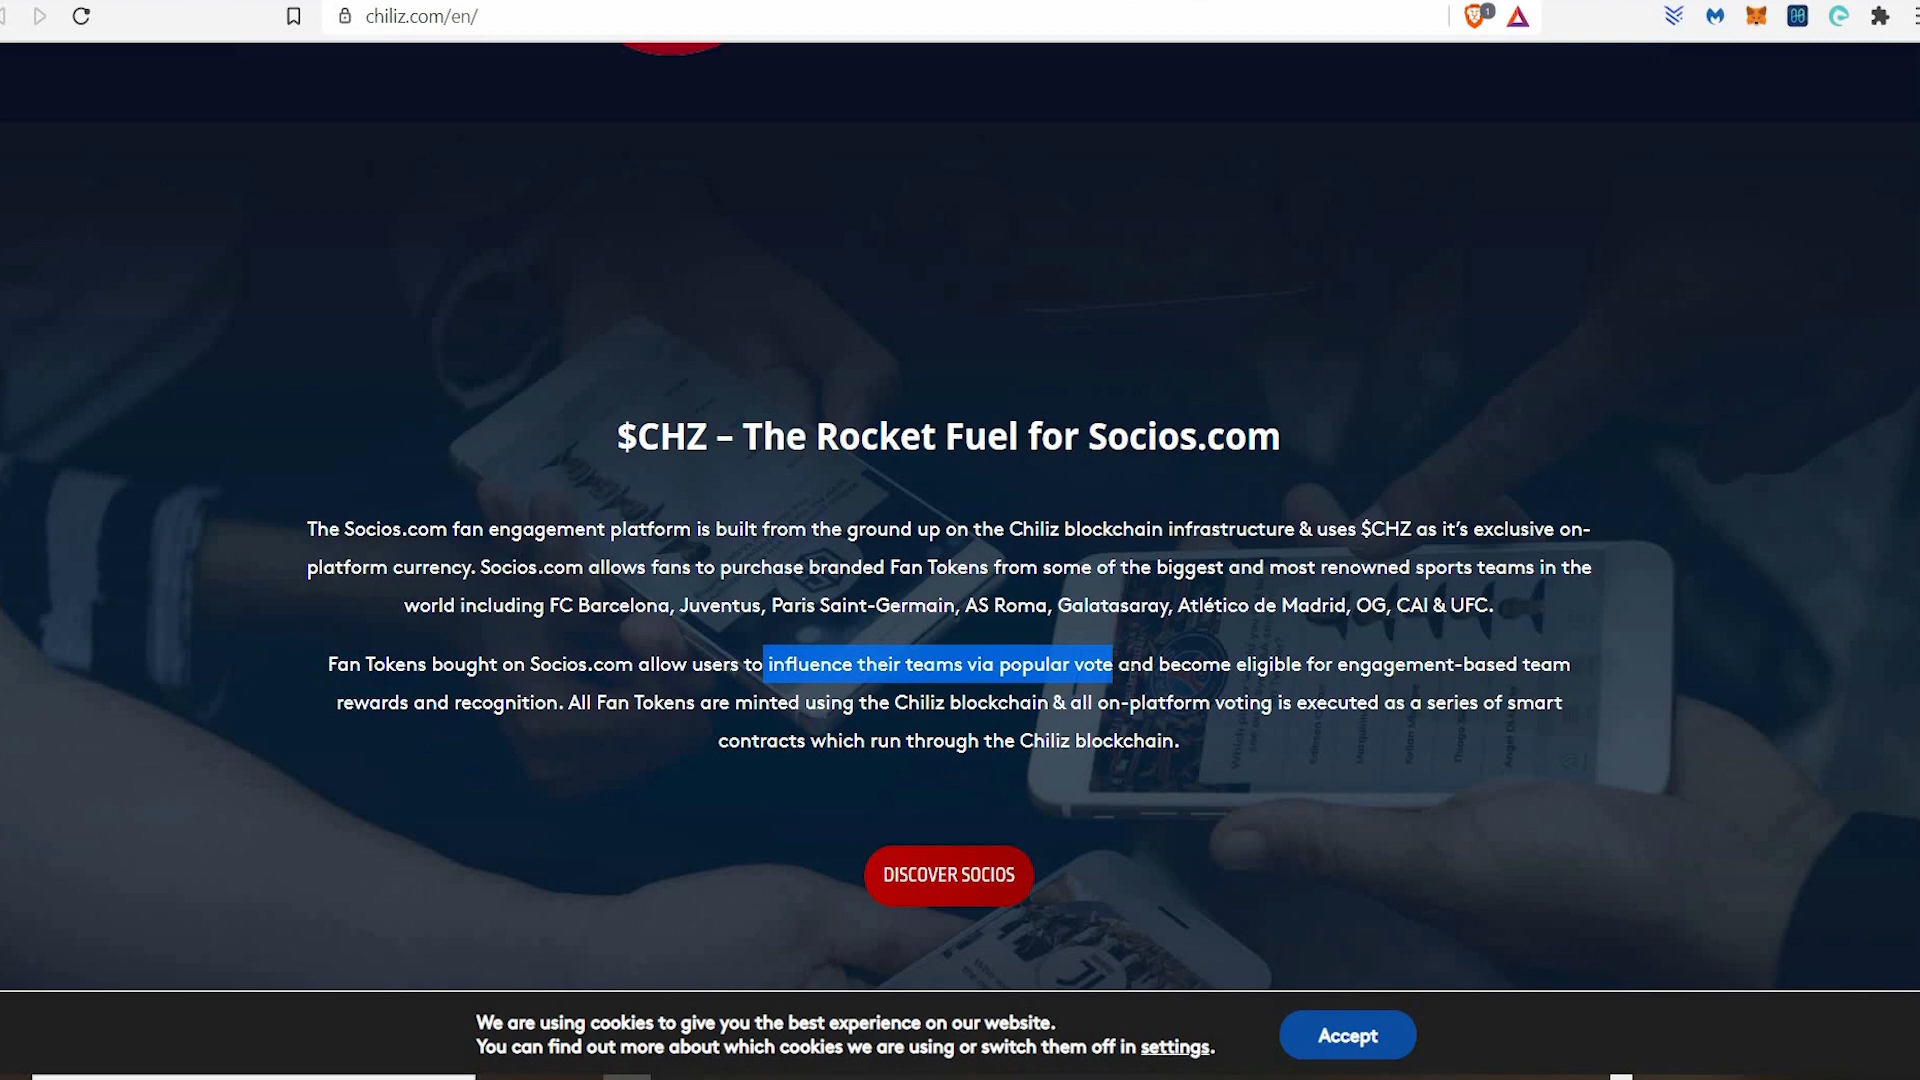 chiliz.com/en/
1
$CHZ – The Rocket Fuel for Socios.com
The Socios.com fan engagement platform is built from the ground up on the Chiliz blockchain infrastructure & uses $CHZ as it's exclusive on-
platform currency. Socios.com allows fans to purchase branded Fan Tokens from some of the biggest and most renowned sports teams in the
world including FC Barcelona, Juventus, Paris Saint-Germain, AS Roma, Galatasaray, Atlético de Madrid, OG, CAI & UFC.
Fan Tokens bought on Socios.com allow users to influence their teams via popular vote and become eligible for engagement-based team
rewards and recognition. All Fan Tokens are minted using the Chiliz blockchain & all on-platform voting is executed as a series of smart
contracts which run through the Chiliz blockchain.
DISCOVER SOCIOS
We are using cookies to give you the best experience on our website.
You can find out more about which cookies we are using or switch them off in settings.
Accept